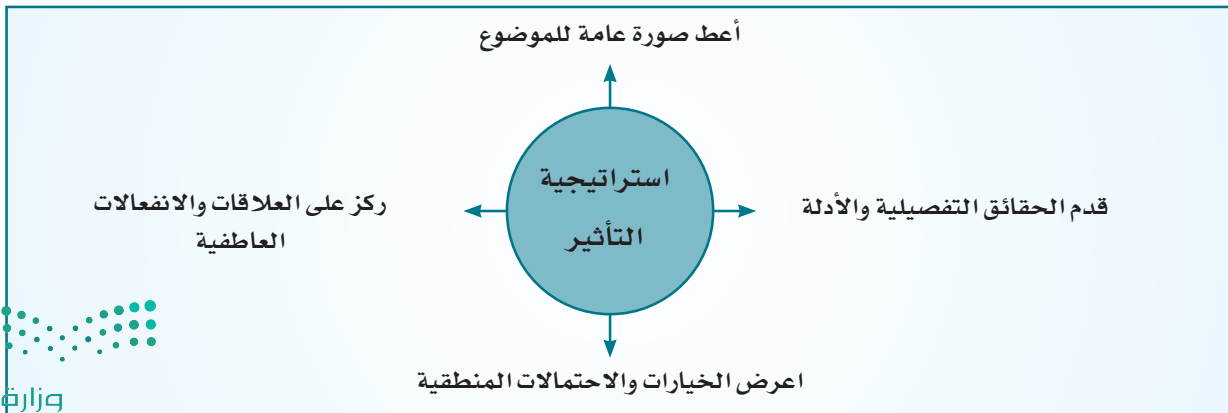 أعط صورة عامة للموضوع
استراتيجية
التأثير
قدم الحقائق التفصيلية والأدلة
ركز على العلاقات والانفعالات
العاطفية
اعرض الخيارات والاحتمالات المنطقية
وزارة